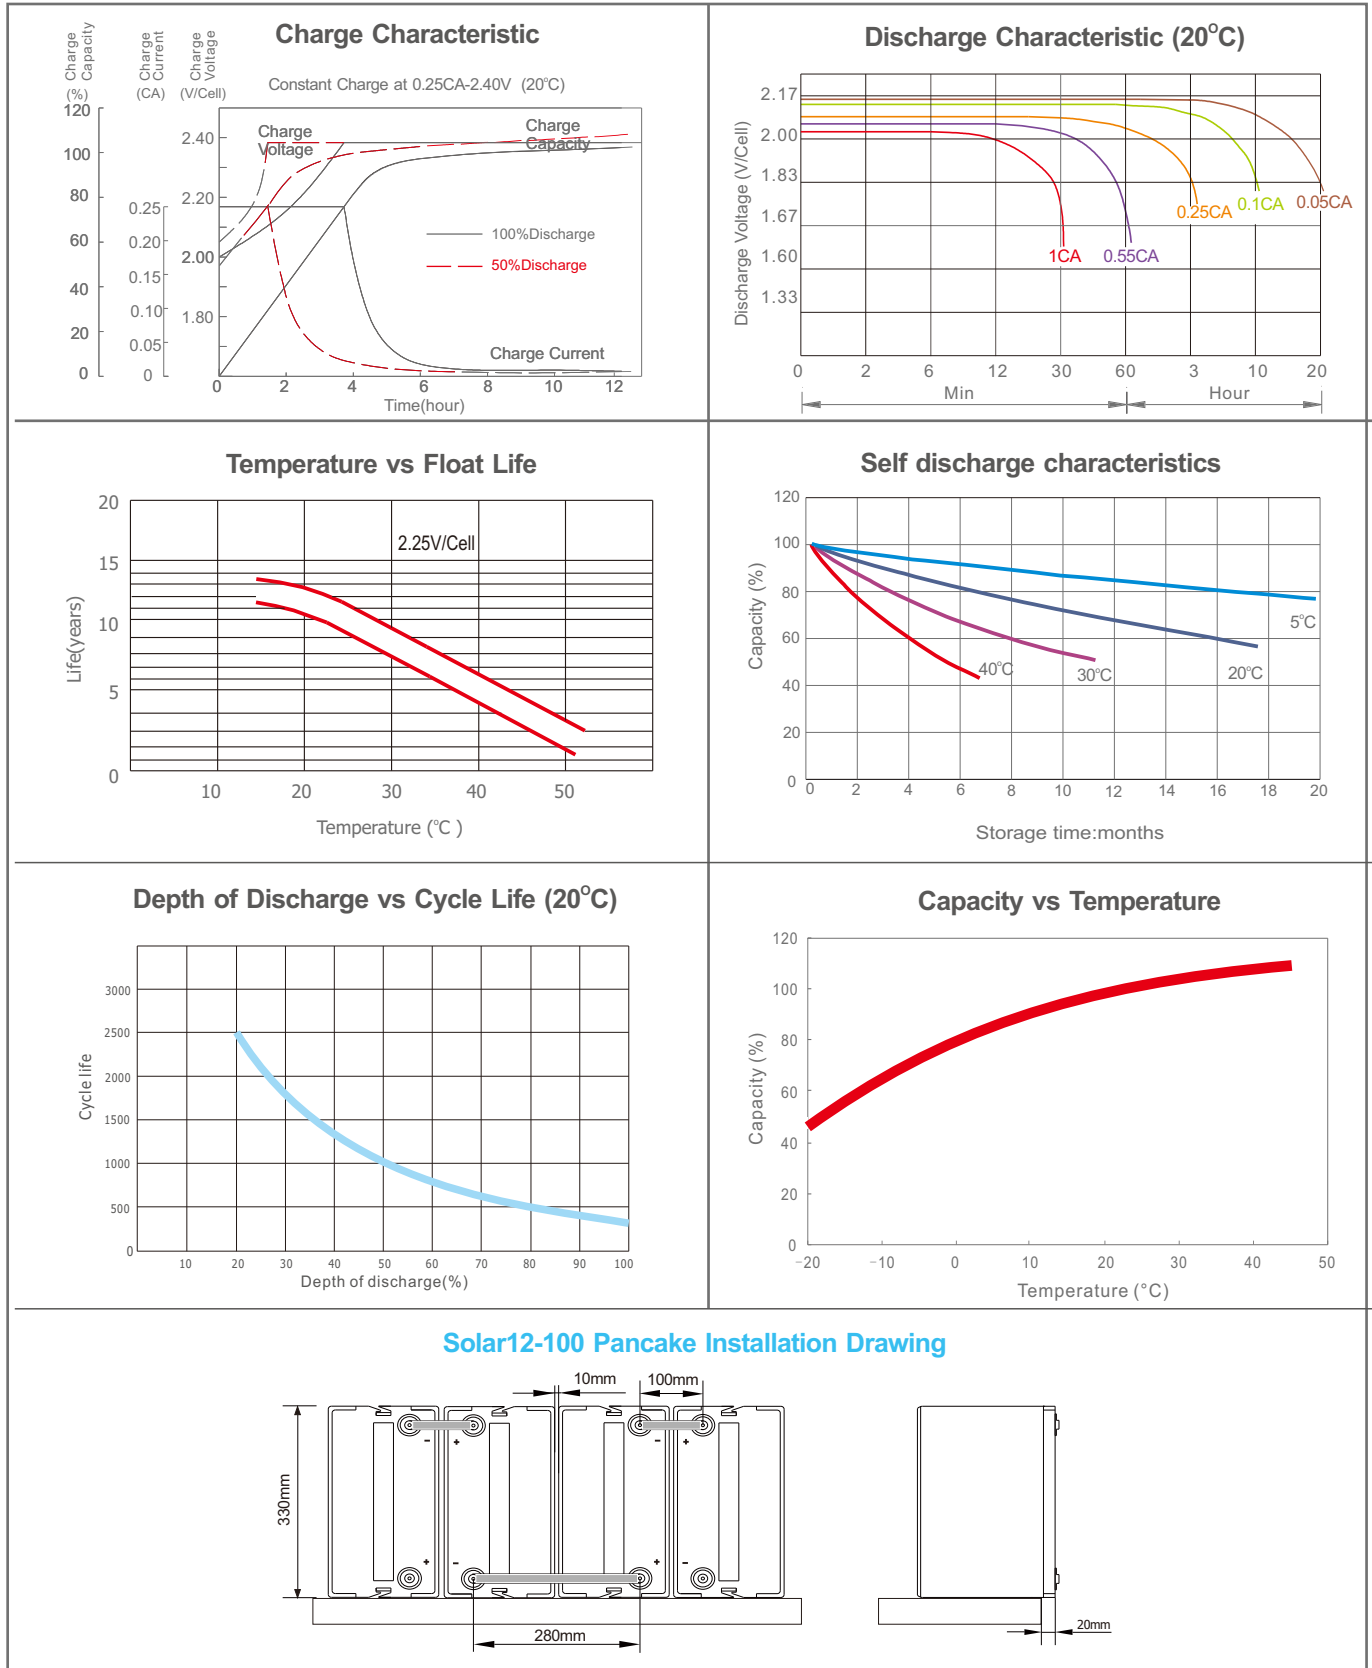 Charge Characteristic
Charge
Capacity
(%)
Charge
Current
(CA)
Charge
Voltage
(V/Cell)
Constant Charge at 0.25CA-2.40V (20°C)
120
100
80
60
40
20
0
0.25
0.20
0.15
0.10
0.05
0
2.40
2.20
2.00
1.80
Charge
Voltage
Charge
Capacity
100%Discharge
50%Discharge
Charge Current
0 2 4 6 8 10 12
Time(hour)
Discharge Characteristic (20°C)
Discharge Voltage (V/Cell)
2.17
2.00
1.83
1.67
1.60
1.33
1CA
0.55CA
0.25CA
0.1CA
0.05CA
0 2 6 12 30 60 3 10 20
Min Hour
Temperature vs Float Life
Life(years)
20
15
10
5
0
2.25V/Cell
10 20 30 40 50
Temperature (°C )
Self discharge characteristics
Capacity (%)
120
100
80
60
40
20
0
5°C
20°C
30°C
40°C
0 2 4 6 8 10 12 14 16 18 20
Storage time:months
Depth of Discharge vs Cycle Life (20°C)
Cycle life
3000
2500
2000
1500
1000
500
0
10 20 30 40 50 60 70 80 90 100
Depth of discharge(%)
Capacity vs Temperature
Capacity (%)
120
100
80
60
40
20
0
-20 -10 0 10 20 30 40 50
Temperature (°C)
Solar12-100 Pancake Installation Drawing
10mm 100mm
330mm
- + - +
+ - + -
280mm
20mm